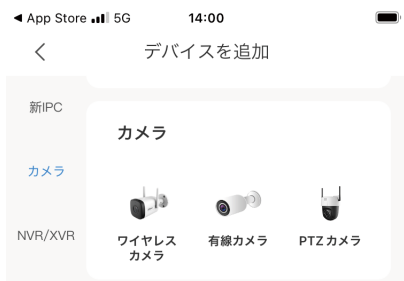 ◀ App Store 5G 14:00
デバイスを追加
新IPC
カメラ
カメラ
NVR/XVR
ワイヤレス
カメラ
有線カメラ
PTZ カメラ